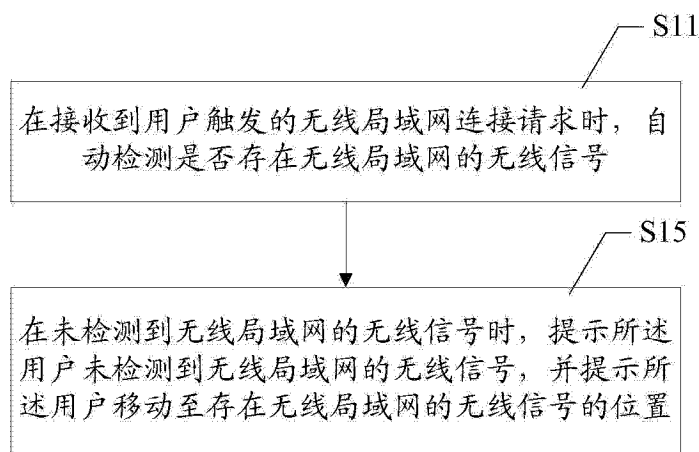 S11
在接收到用户触发的无线局域网连接请求时，自
动检测是否存在无线局域网的无线信号
S15
在未检测到无线局域网的无线信号时，提示所述
用户未检测到无线局域网的无线信号，并提示所
述用户移动至存在无线局域网的无线信号的位置